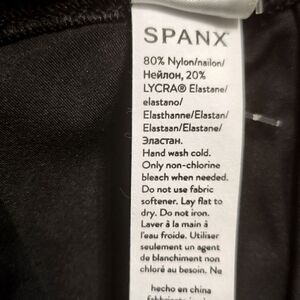 SPANX®
80% Nylon/nailon/
Нейлон, 20%
LYCRA® Elastane/
elastano/
Elasthanne/Elastan/
Elastaan/Elastane/
Эластан.
Hand wash cold.
Only non-chlorine
bleach when needed.
Do not use fabric
softener. Lay flat to
dry. Do not iron.
Laver à la main à
l'eau froide. Utiliser
seulement un agent
de blanchiment non
chloré au besoin. Ne
hecho en china